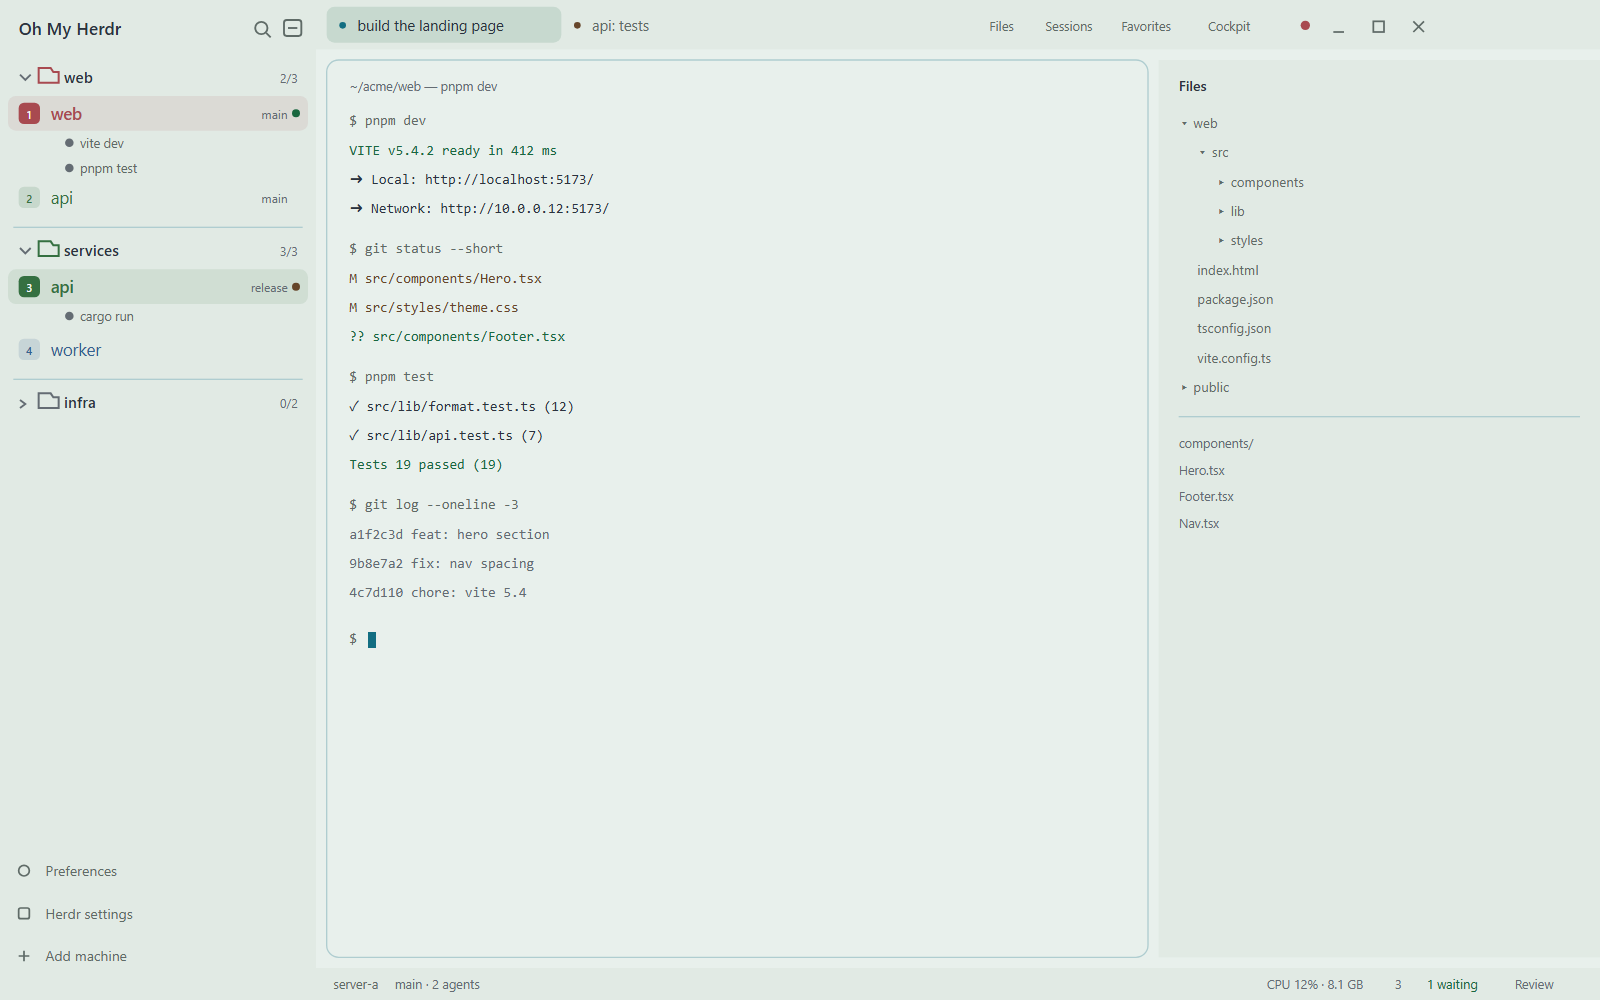 Oh My Herdr
web 2/3
1 web main
vite dev
pnpm test
2 api main
services 3/3
3 api release
cargo run
4 worker
infra 0/2
Preferences
Herdr settings
Add machine
build the landing page
api: tests
Files Sessions Favorites Cockpit
~/acme/web — pnpm dev
$ pnpm dev
VITE v5.4.2 ready in 412 ms
➜ Local: http://localhost:5173/
➜ Network: http://10.0.0.12:5173/
$ git status --short
M src/components/Hero.tsx
M src/styles/theme.css
?? src/components/Footer.tsx
$ pnpm test
✓ src/lib/format.test.ts (12)
✓ src/lib/api.test.ts (7)
Tests 19 passed (19)
$ git log --oneline -3
a1f2c3d feat: hero section
9b8e7a2 fix: nav spacing
4c7d110 chore: vite 5.4
$
Files
web
src
components
lib
styles
index.html
package.json
tsconfig.json
vite.config.ts
public
components/
Hero.tsx
Footer.tsx
Nav.tsx
server-a main · 2 agents
CPU 12% · 8.1 GB 3 1 waiting Review